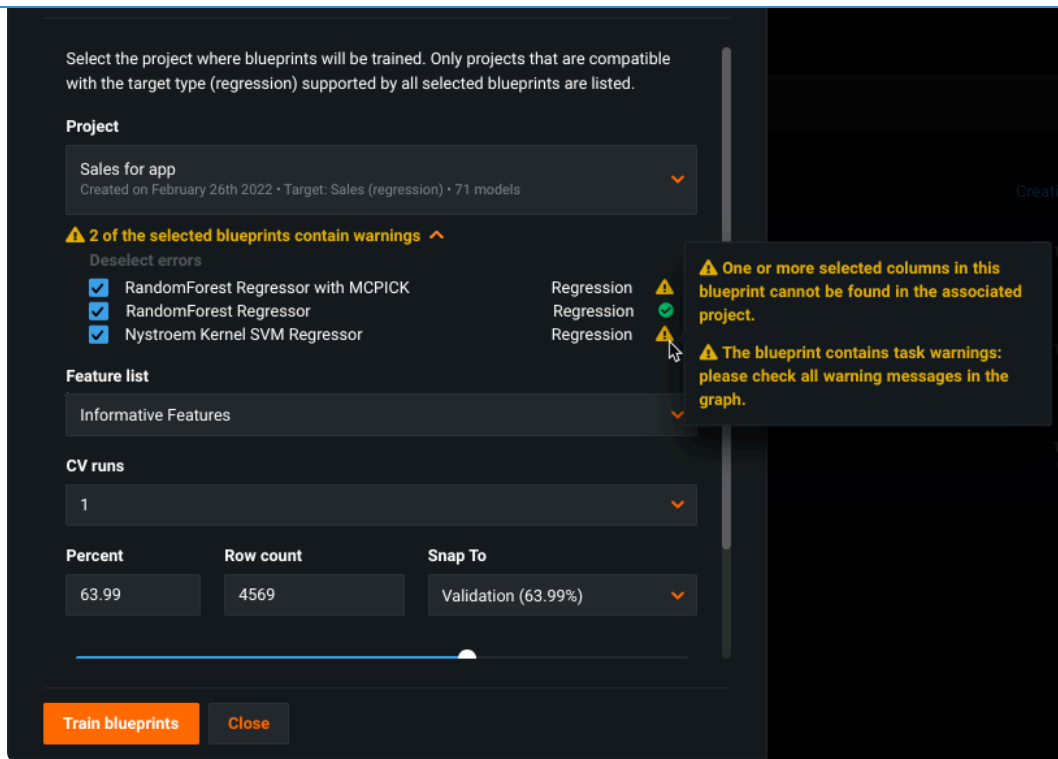 Select the project where blueprints will be trained. Only projects that are compatible
with the target type (regression) supported by all selected blueprints are listed.
Project
Sales for app
Created on February 26th 2022 • Target: Sales (regression) • 71 models
Creati
2 of the selected blueprints contain warnings
Deselect errors
RandomForest Regressor with MCPICK Regression
RandomForest Regressor Regression
Nystroem Kernel SVM Regressor Regression
One or more selected columns in this
blueprint cannot be found in the associated
project.
The blueprint contains task warnings:
please check all warning messages in the
graph.
Feature list
Informative Features
CV runs
1
Percent Row count Snap To
63.99 4569 Validation (63.99%)
Train blueprints Close